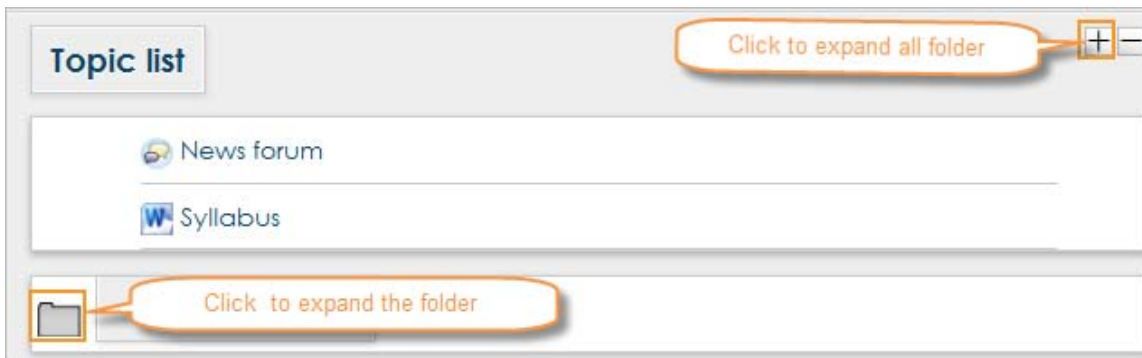 Topic list
Click to expand all folder
+ −
News forum
W Syllabus
Click to expand the folder